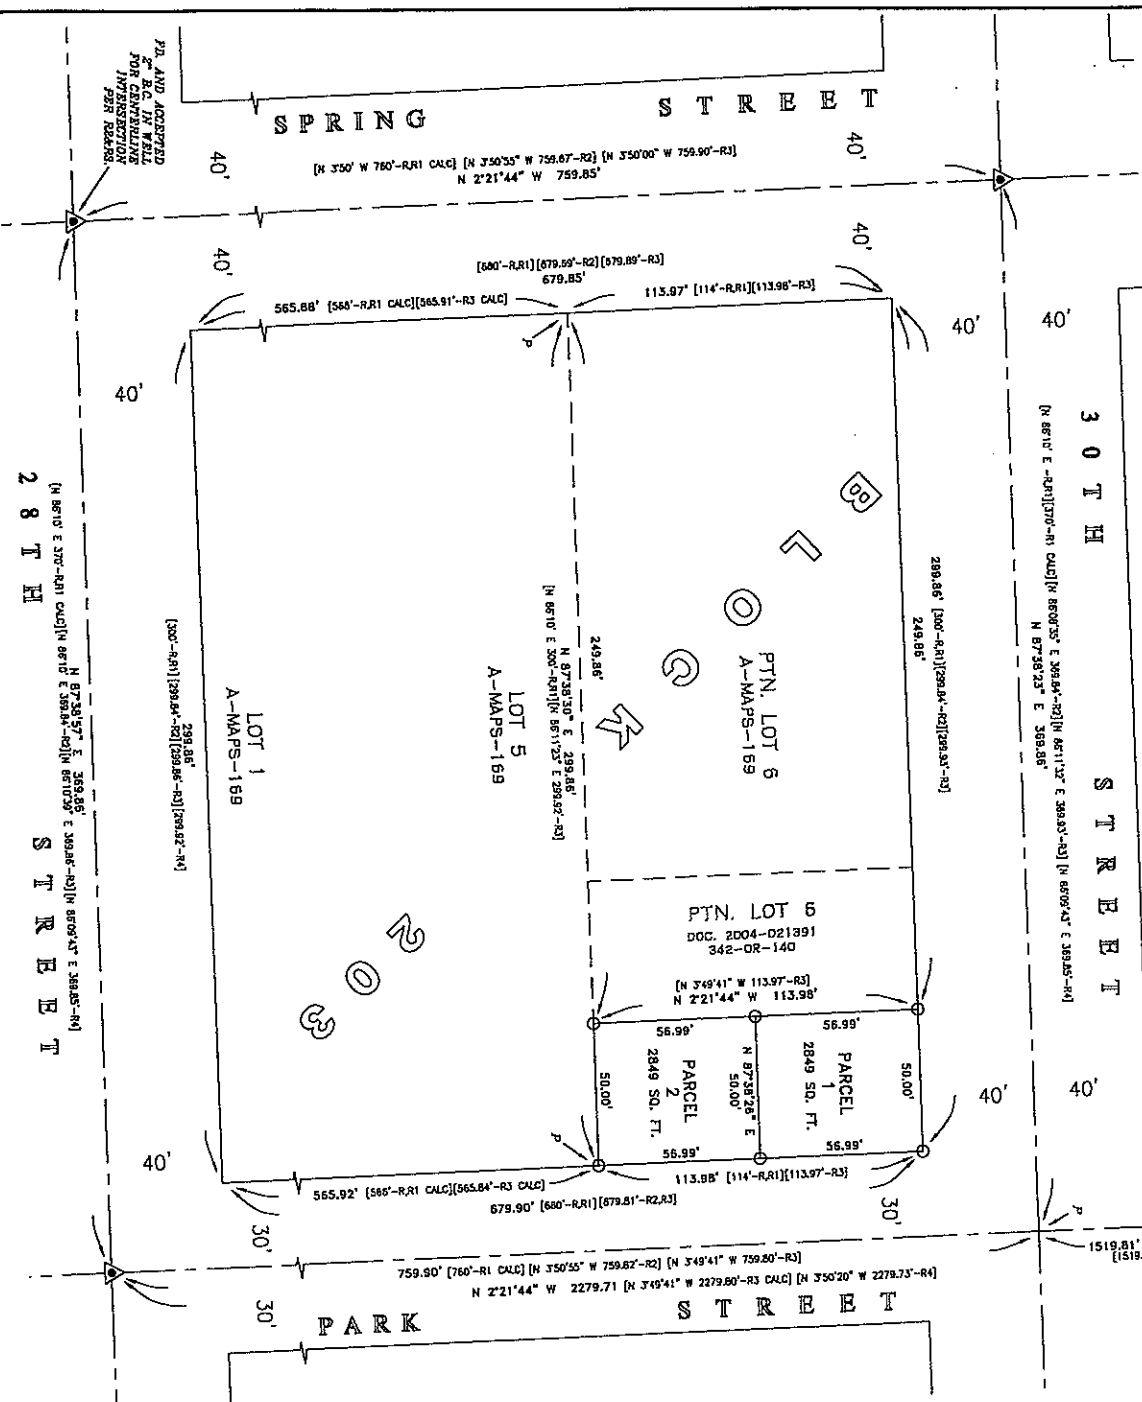 FD. AND ACCEPTED
2" B.C. IN WELL
FOR CENTERLINE
INTERSECTION
PER R2&R3.
SPRING STREET
40'
40'
[N 3'50' W 760'-R,R1 CALC] [N 3'50'55" W 759.67'-R2] [N 3'50'00" W 759.90'-R3]
N 2'21'44" W 759.85'
40'
40'
[680'-R,R1][679.59'-R2][679.89'-R3]
679.85'
565.88' [566'-R,R1 CALC][565.91'-R3 CALC]
113.97' [114'-R,R1][113.98'-R3]
P
40'
40'
40'
30TH STREET
[N 86'10' E -R,R1][370'-R1 CALC][N 86'08'35" E 369.84'-R2][N 86'11'32" E 369.93'-R3] [N 86'09'43" E 369.85'-R4]
N 87'38'23" E 369.86'
299.86' [300'-R,R1][299.84'-R2][299.93'-R3]
249.86'
BLOCK 203
PTN. LOT 6
A-MAPS-169
249.86'
N 87'38'30" E 299.86'
[N 86'10' E 300'-R,R1][N 86'11'23" E 299.92'-R3]
LOT 5
A-MAPS-169
LOT 1
A-MAPS-169
299.86'
[300'-R,R1][299.84'-R2][299.86'-R3][299.92'-R4]
28TH STREET
N 87'38'57" E 369.86'
[N 86'10' E 370'-R,R1 CALC][N 86'10' E 369.84'-R2][N 86'10'39" E 369.86'-R3][N 86'09'43" E 369.85'-R4]
PTN. LOT 6
DOC. 2004-021391
342-OR-140
[N 3'49'41" W 113.97'-R3]
N 2'21'44" W 113.98'
56.99'
56.99'
PARCEL
1
2849 SQ. FT.
50.00'
N 87'38'26" E
50.00'
PARCEL
2
2849 SQ. FT.
50.00'
56.99'
56.99'
P
40'
40'
40'
113.98' [114'-R,R1][113.97'-R3]
565.92' [566'-R,R1 CALC][565.84'-R3 CALC]
679.90' [680'-R,R1][679.81'-R2,R3]
30'
30'
P
1519.81'
[1519.
759.90' [760'-R1 CALC] [N 3'50'55" W 759.82'-R2] [N 3'49'41" W 759.80'-R3]
N 2'21'44" W 2279.71 [N 3'49'41" W 2279.80'-R3 CALC] [N 3'50'20" W 2279.73'-R4]
30'
PARK STREET